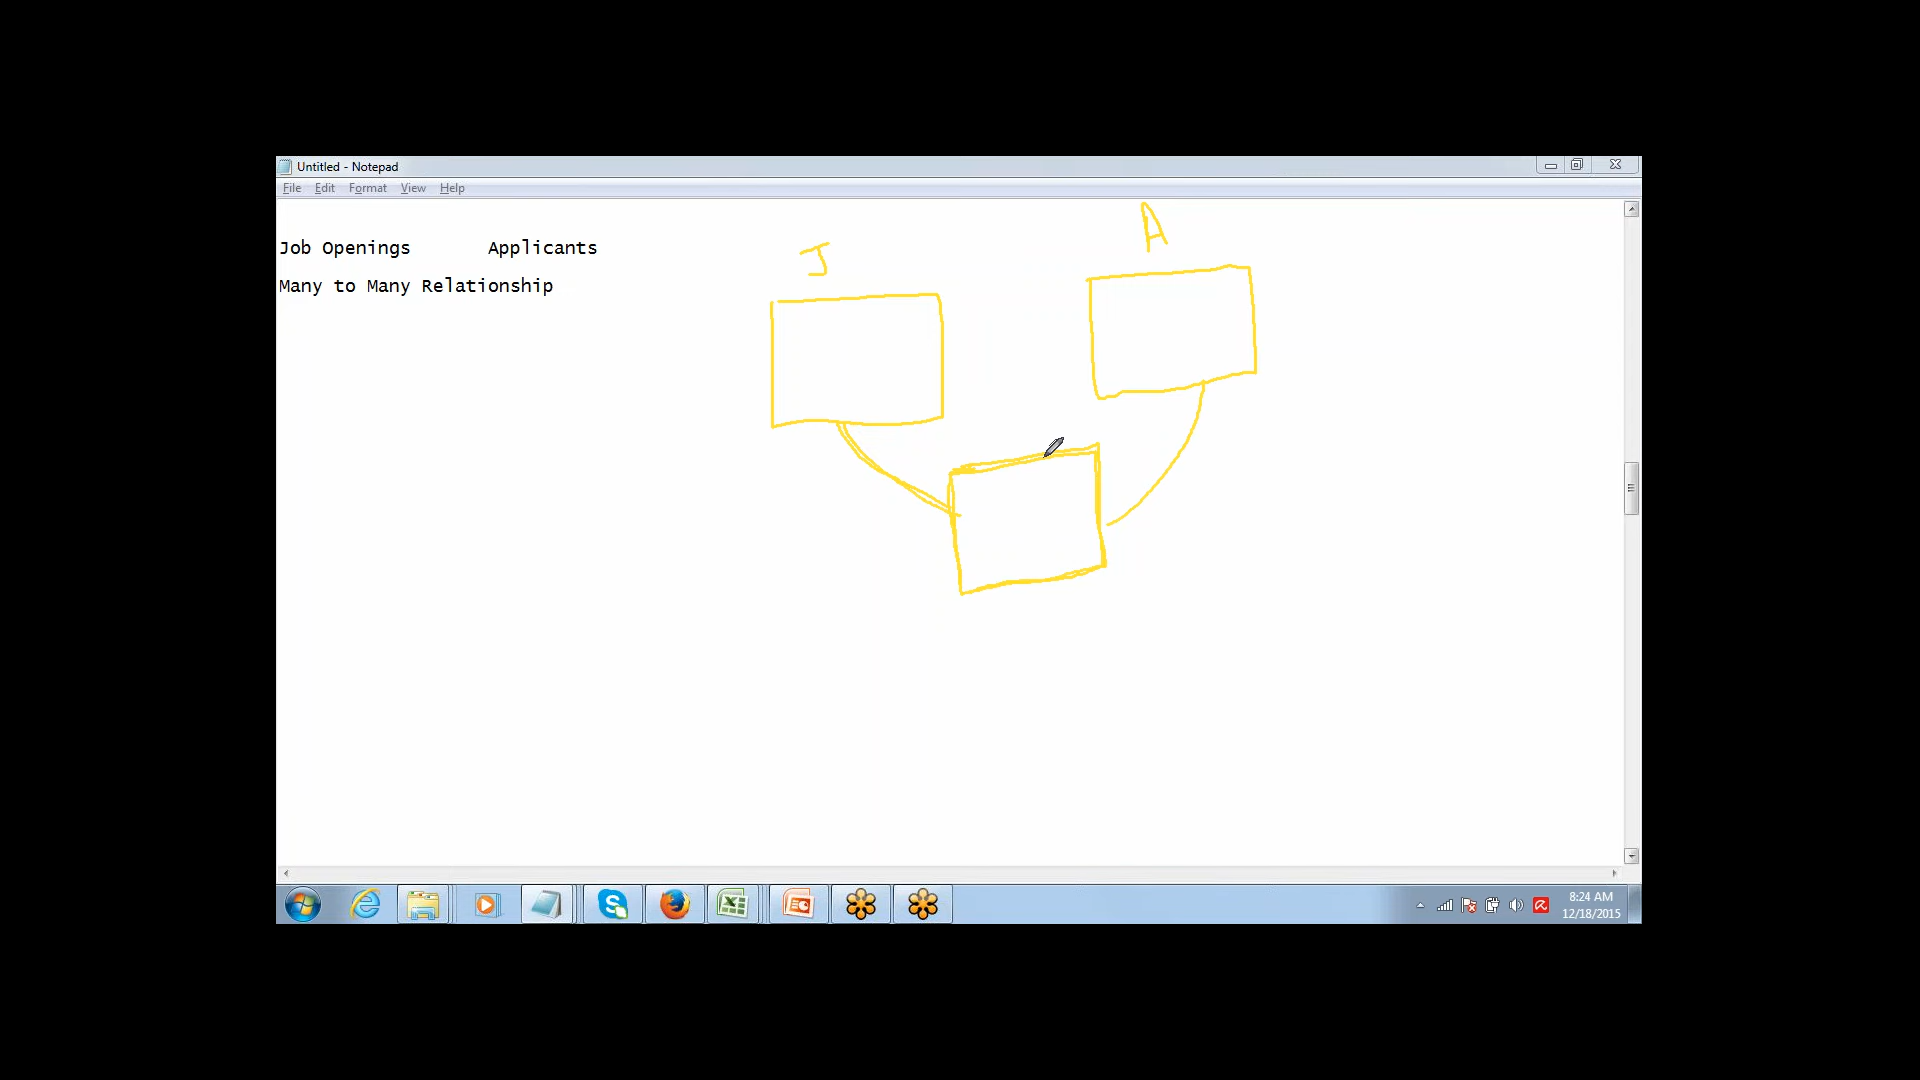 Untitled - Notepad
File Edit Format View Help
Job Openings Applicants
Many to Many Relationship
J
A
8:24 AM
12/18/2015